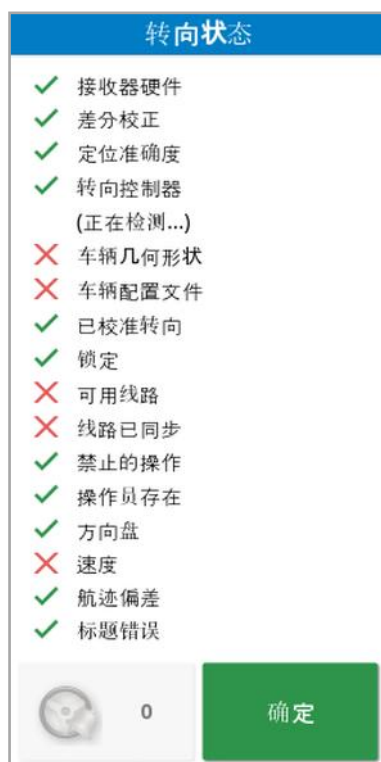 转向状态
接收器硬件
差分校正
定位准确度
转向控制器
(正在检测...)
车辆几何形状
车辆配置文件
已校准转向
锁定
可用线路
线路已同步
禁止的操作
操作员存在
方向盘
速度
航迹偏差
标题错误
0
确定